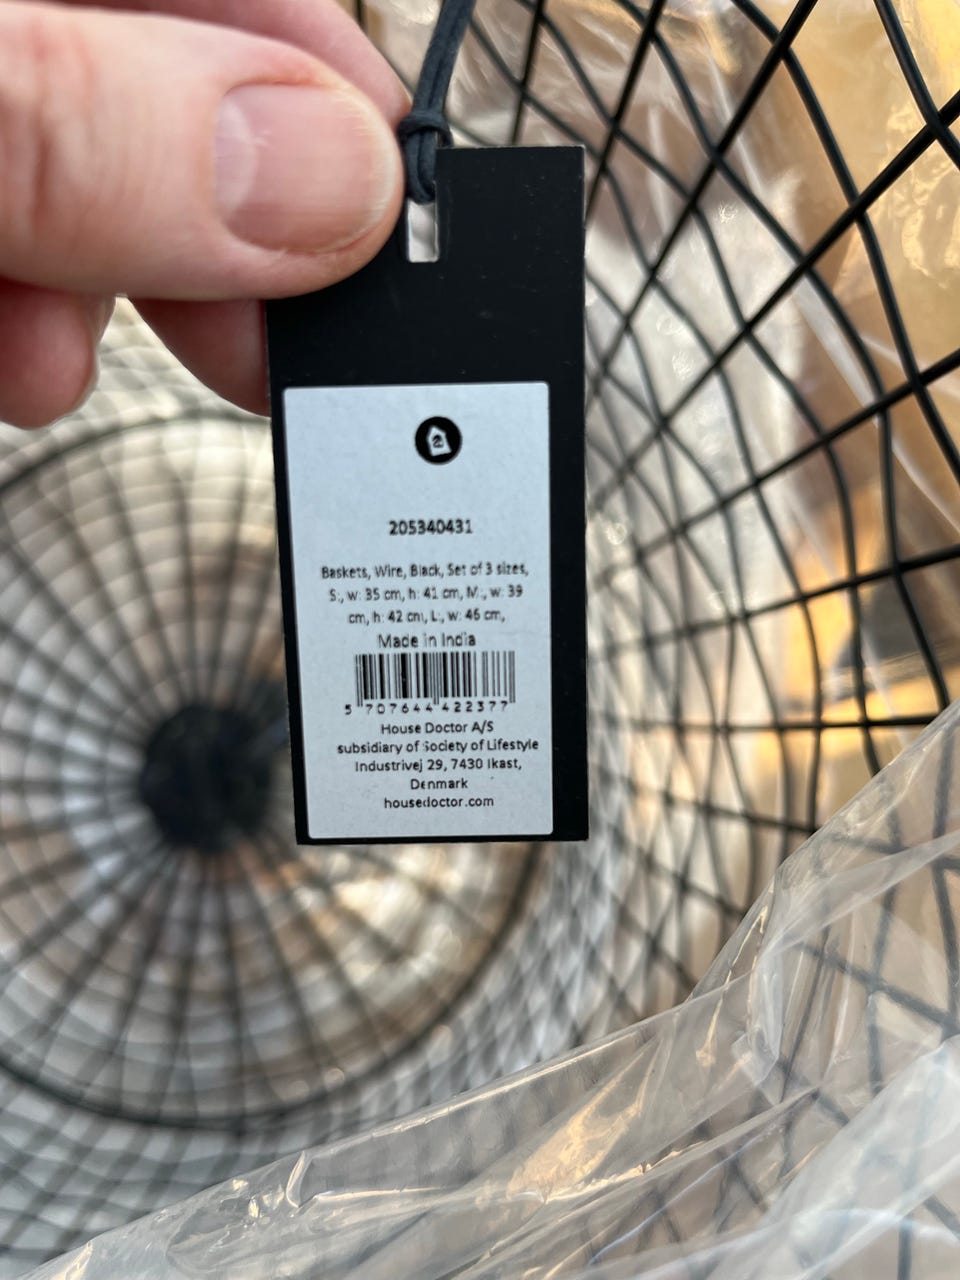 205340431
Baskets, Wire, Black, Set of 3 sizes,
S:, w: 35 cm, h: 41 cm, M:, w: 39
cm, h: 42 cm, L:, w: 46 cm,
Made in India
5 707644 422377
House Doctor A/S
subsidiary of Society of Lifestyle
Industrivej 29, 7430 Ikast,
Denmark
housedoctor.com